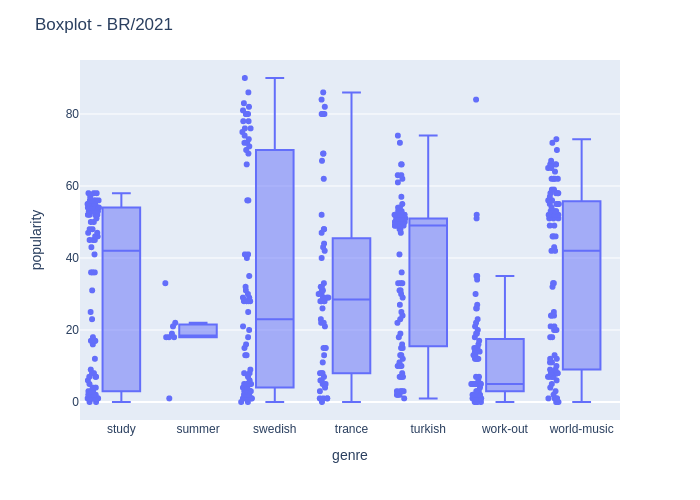 Boxplot - BR/2021
popularity
80
60
40
20
0
study summer swedish trance turkish work-out world-music
genre